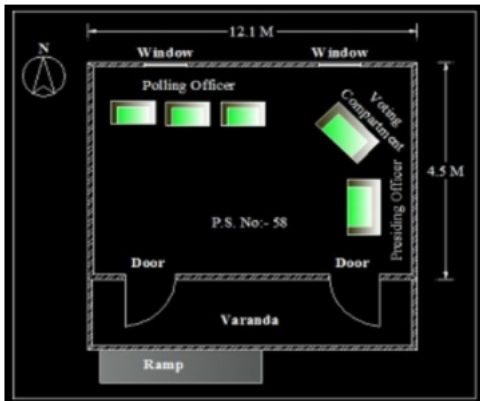 12.1 M
N
Window
Window
Polling Officer
Voting
Compartment
4.5 M
Presiding Officer
P.S. No:- 58
Door
Door
Varanda
Ramp